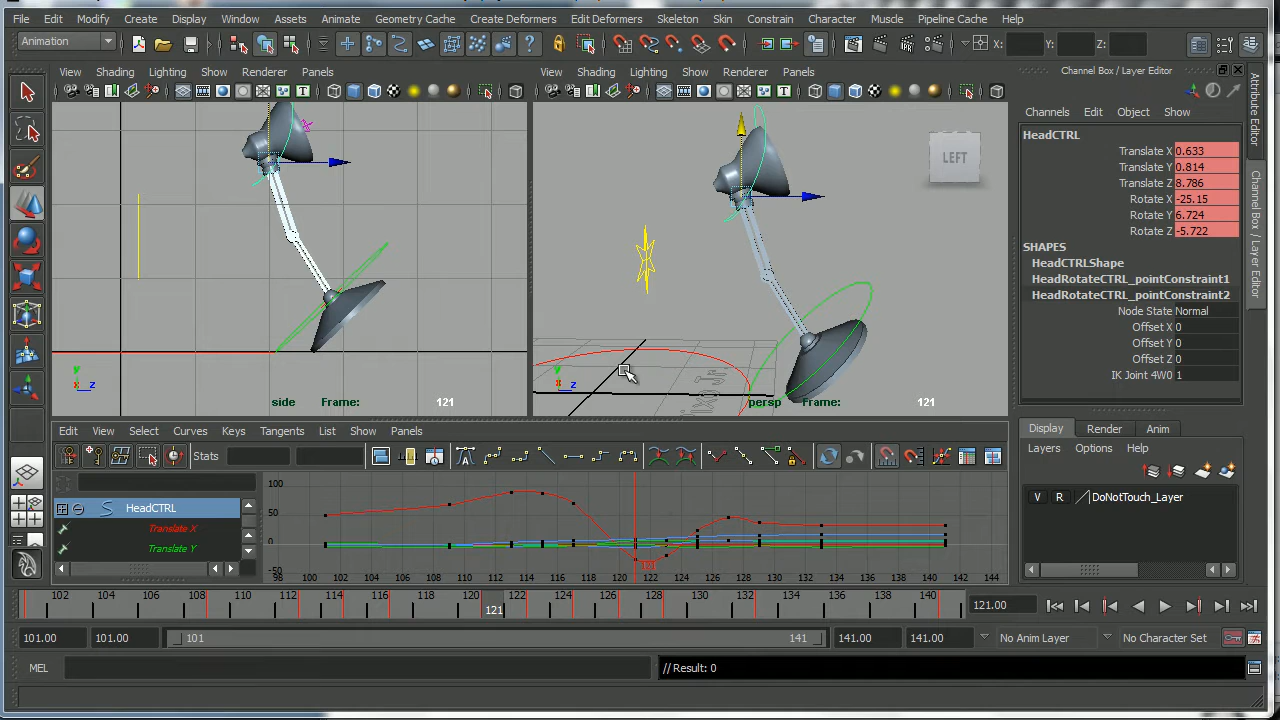 File Edit Modify Create Display Window Assets Animate Geometry Cache Create Deformers Edit Deformers Skeleton Skin Constrain Character Muscle Pipeline Cache Help
Animation X: Y: Z:
View Shading Lighting Show Renderer Panels
View Shading Lighting Show Renderer Panels
Channel Box / Layer Editor
Channels Edit Object Show
HeadCTRL
Translate X 0.633
Translate Y 0.814
Translate Z 8.786
Rotate X -25.15
Rotate Y 6.724
Rotate Z -5.722
SHAPES
HeadCTRLShape
HeadRotateCTRL_pointConstraint1
HeadRotateCTRL_pointConstraint2
Node State Normal
Offset X 0
Offset Y 0
Offset Z 0
IK Joint 4W0 1
Attribute Editor
Channel Box / Layer Editor
LEFT
y z
side Frame: 121
y z
persp Frame: 121
Edit View Select Curves Keys Tangents List Show Panels
Stats
HeadCTRL
Translate X
Translate Y
100
50
0
-50
121
98 100 102 104 106 108 110 112 114 116 118 120 122 124 126 128 130 132 134 136 138 140 142 144
Display Render Anim
Layers Options Help
V R DoNotTouch_Layer
102 104 106 108 110 112 114 116 118 120 122 124 126 128 130 132 134 136 138 140
121
121.00
101.00 101.00 101 141 141.00 141.00 No Anim Layer No Character Set
MEL // Result: 0